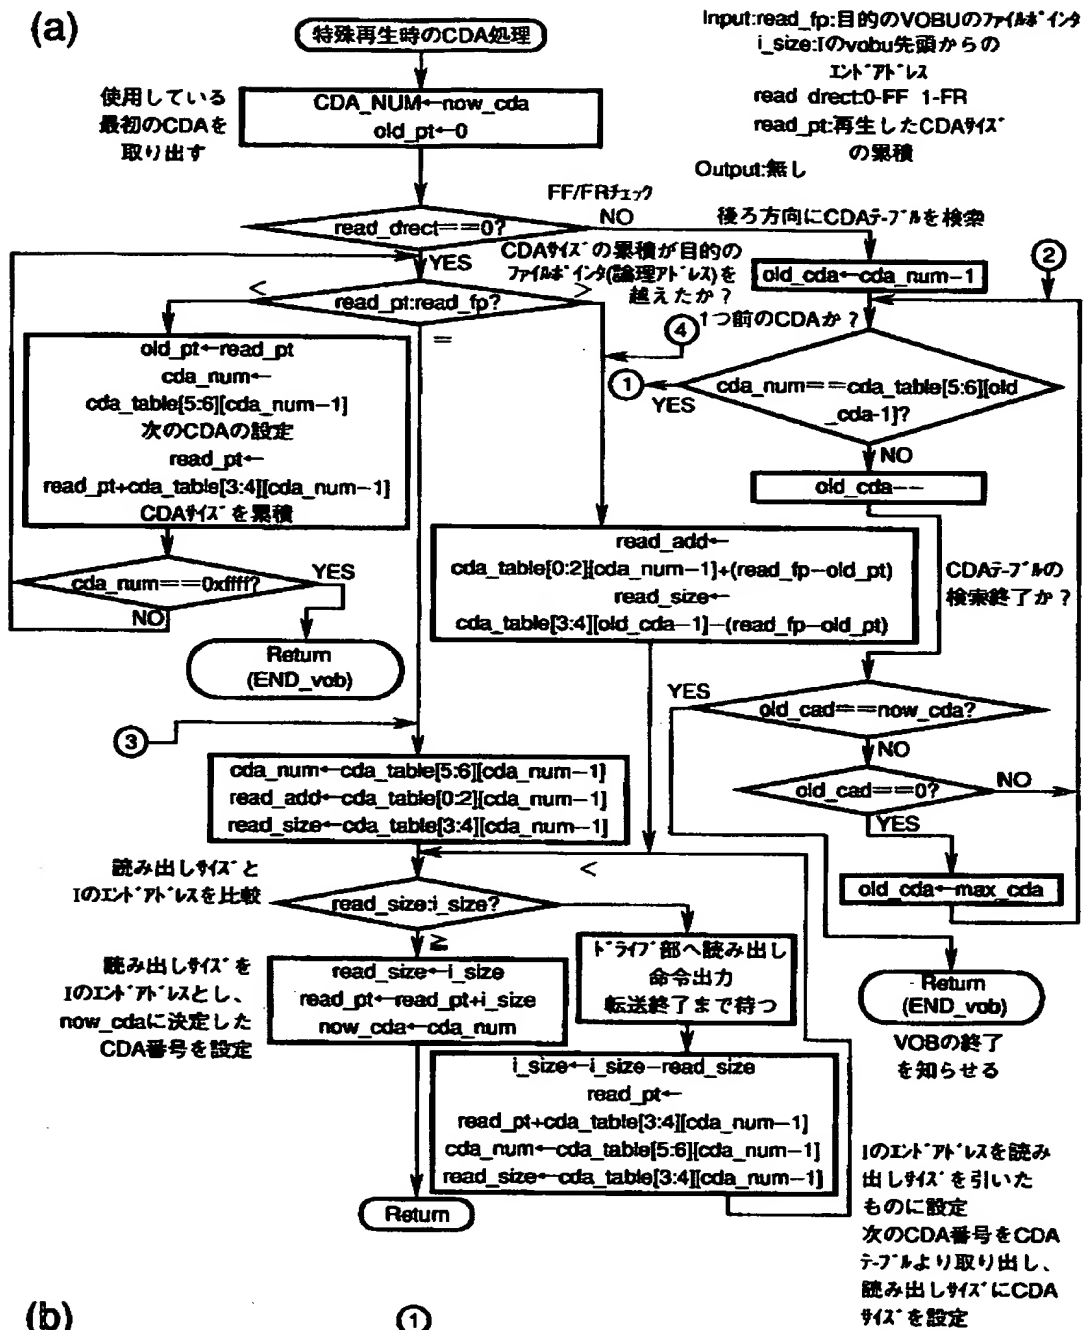 (a)
特殊再生時のCDA処理
Input:read_fp:目的のVOBUのファイルポインタ
i_size:Iのvobu先頭からの
エンドアドレス
read drect:0-FF 1-FR
read_pt:再生したCDAサイズ
の累積
Output:無し
使用している
最初のCDAを
取り出す
CDA_NUM←now_cda
old_pt←0
FF/FRチェック
read_drect==0?
NO
YES
後ろ方向にCDAテーブルを検索
CDAサイズの累積が目的の
ファイルポインタ(論理アドレス)を
越えたか?
old_cda←cda_num-1
②
<
read_pt:read_fp?
>
=
④
1つ前のCDAか?
①
YES
cda_num==cda_table[5:6][old
_cda-1]?
NO
old_cda--
old_pt←read_pt
cda_num←
cda_table[5:6][cda_num-1]
次のCDAの設定
read_pt←
read_pt+cda_table[3:4][cda_num-1]
CDAサイズを累積
cda_num==0xffff?
YES
NO
Return
(END_vob)
read_add←
cda_table[0:2][cda_num-1]+(read_fp-old_pt)
read_size←
cda_table[3:4][old_cda-1]-(read_fp-old_pt)
CDAテーブルの
検索終了か?
YES
old_cad==now_cda?
NO
old_cad==0?
NO
YES
old_cda←max_cda
Return
(END_vob)
VOBの終了
を知らせる
③
cda_num←cda_table[5:6][cda_num-1]
read_add←cda_table[0:2][cda_num-1]
read_size←cda_table[3:4][cda_num-1]
読み出しサイズと
Iのエンドアドレスを比較
read_size:i_size?
<
≧
読み出しサイズを
Iのエンドアドレスとし、
now_cdaに決定した
CDA番号を設定
read_size←i_size
read_pt←read_pt+i_size
now_cda←cda_num
ドライブ部へ読み出し
命令出力
転送終了まで待つ
i_size←i_size-read_size
read_pt←
read_pt+cda_table[3:4][cda_num-1]
cda_num←cda_table[5:6][cda_num-1]
read_size←cda_table[3:4][cda_num-1]
Return
Iのエンドアドレスを読み
出しサイズを引いた
ものに設定
次のCDA番号をCDA
テーブルより取り出し、
読み出しサイズにCDA
サイズを設定
(b)
①